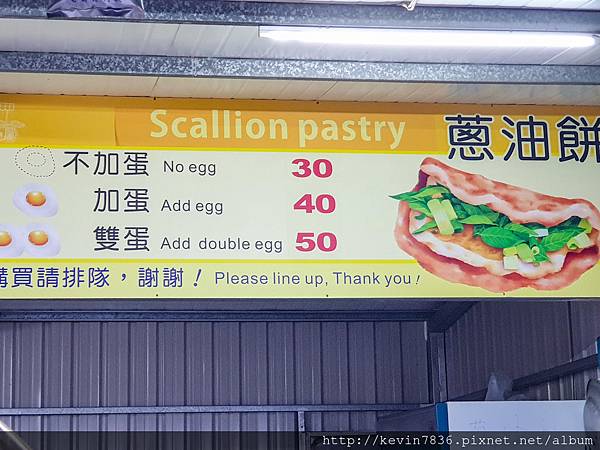 Scallion pastry 蔥油餅
不加蛋 No egg 30
加蛋 Add egg 40
雙蛋 Add double egg 50
購買請排隊，謝謝！ Please line up, Thank you!
http://kevin7836.pixnet.net/album